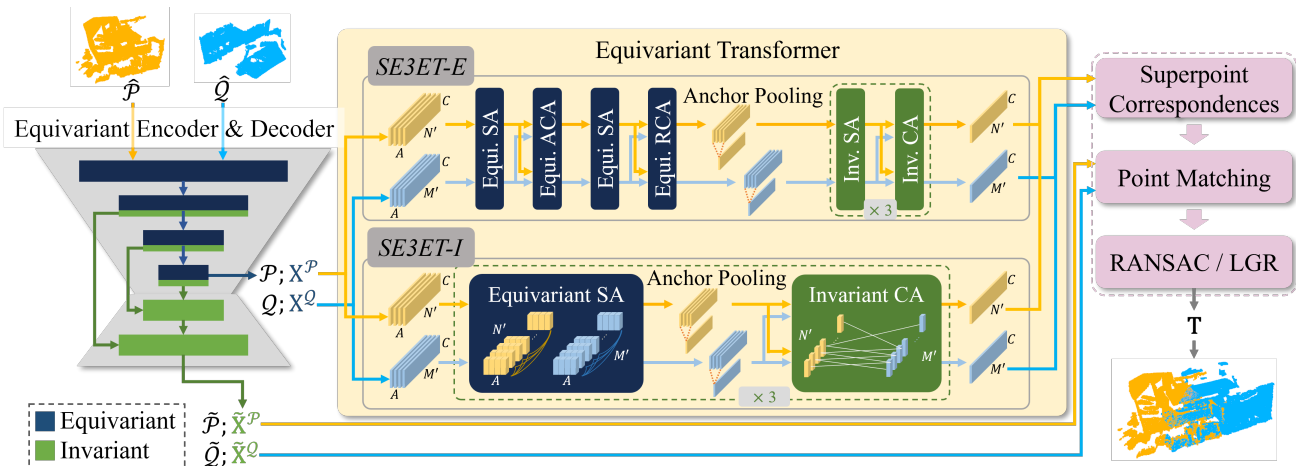 P̂
Q̂
Equivariant Encoder & Decoder
P; X^P
Q; X^Q
P̃; X̃^P
Q̃; X̃^Q
Equivariant
Invariant
Equivariant Transformer
SE3ET-E
C
N'
A
C
M'
A
Equi. SA
Equi. ACA
Equi. SA
Equi. RCA
Anchor Pooling
Inv. SA
Inv. CA
× 3
C
N'
C
M'
SE3ET-I
C
N'
A
C
M'
A
Equivariant SA
N'
A
M'
A
Anchor Pooling
Invariant CA
N'
M'
× 3
C
N'
C
M'
Superpoint
Correspondences
Point Matching
RANSAC / LGR
T